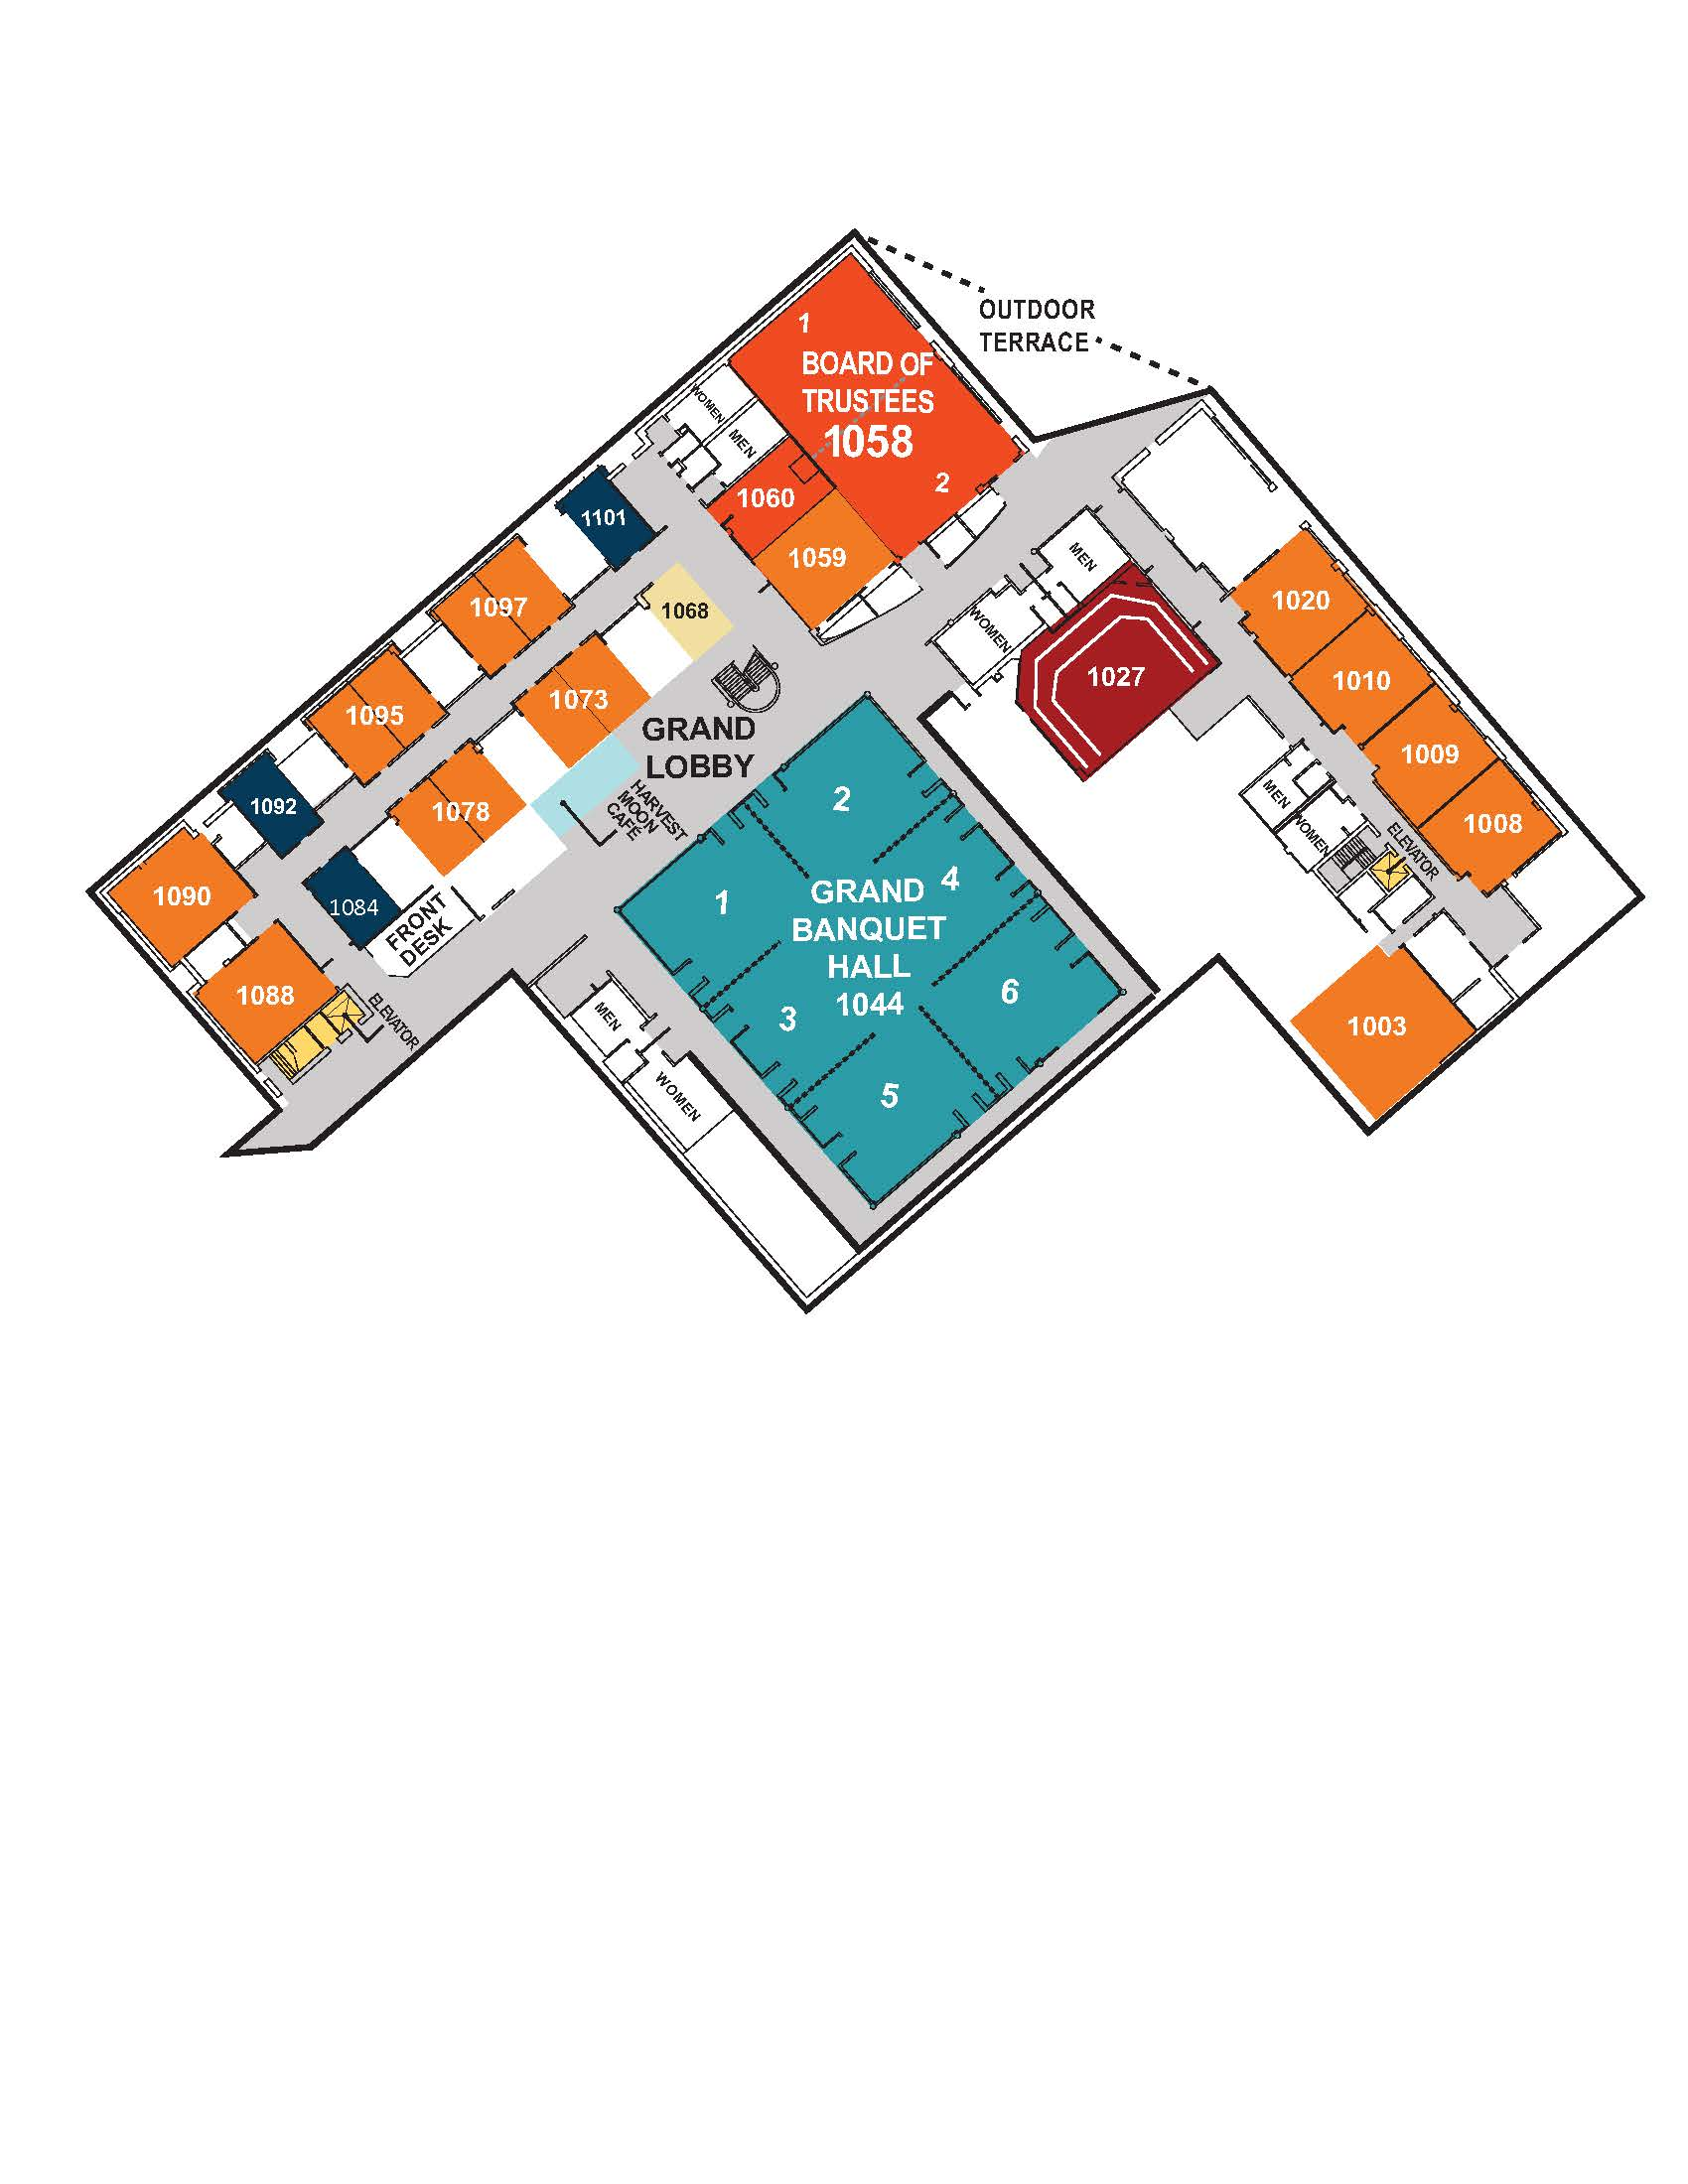 OUTDOOR
TERRACE
1
BOARD OF
TRUSTEES
1058
2
WOMEN
MEN
1060
1059
1101
1068
1097
1073
1095
1078
1092
1084
1090
1088
FRONT
DESK
ELEVATOR
GRAND
LOBBY
HARVEST
MOON
CAFÉ
MEN
WOMEN
1027
1020
1010
1009
1008
MEN
WOMEN
ELEVATOR
1003
2
1
4
GRAND
BANQUET
HALL
1044
3
6
5
MEN
WOMEN